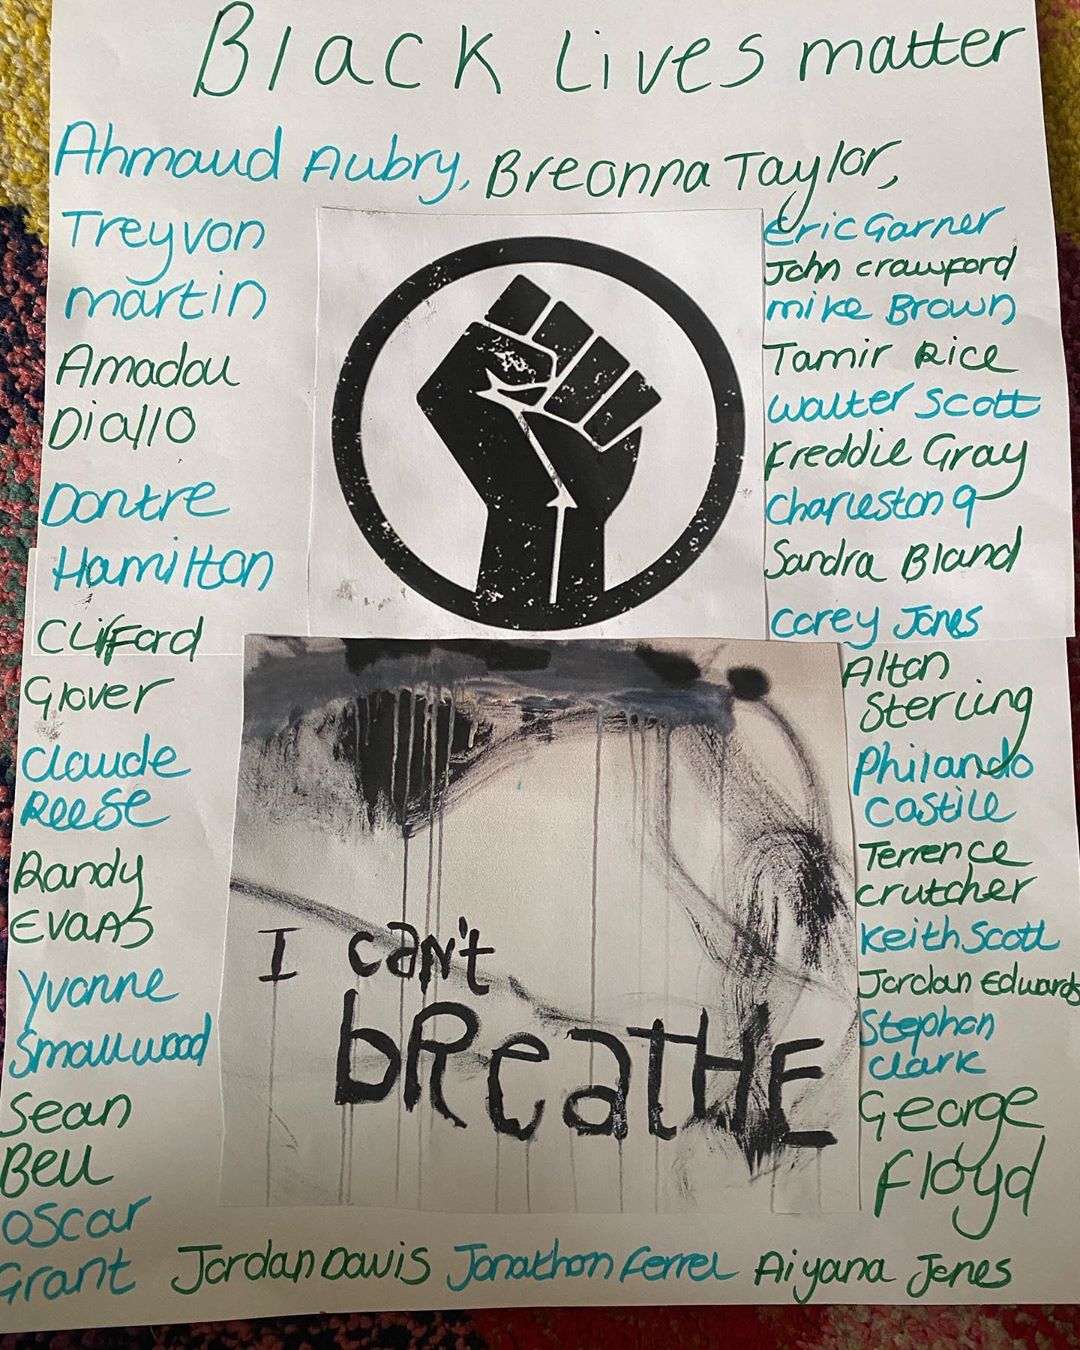 Black Lives matter
Ahmaud Aubry, Breonna Taylor,
Treyvon
martin
Amadou
Diallo
Dontre
Hamilton
Clifford
Glover
Claude
Reese
Randy
Evans
Yvonne
Smallwood
Sean
Bell
Oscar
Grant
Eric Garner
John crawford
mike Brown
Tamir Rice
walter Scott
Freddie Gray
Charleston 9
Sandra Bland
Corey Jones
Alton
Sterling
Philando
Castile
Terrence
crutcher
Keith Scott
Jordan Edwards
Stephon
Clark
George
Floyd
I can't
bReatHE
Jordan Davis Jonathon Ferrel Aiyana Jones